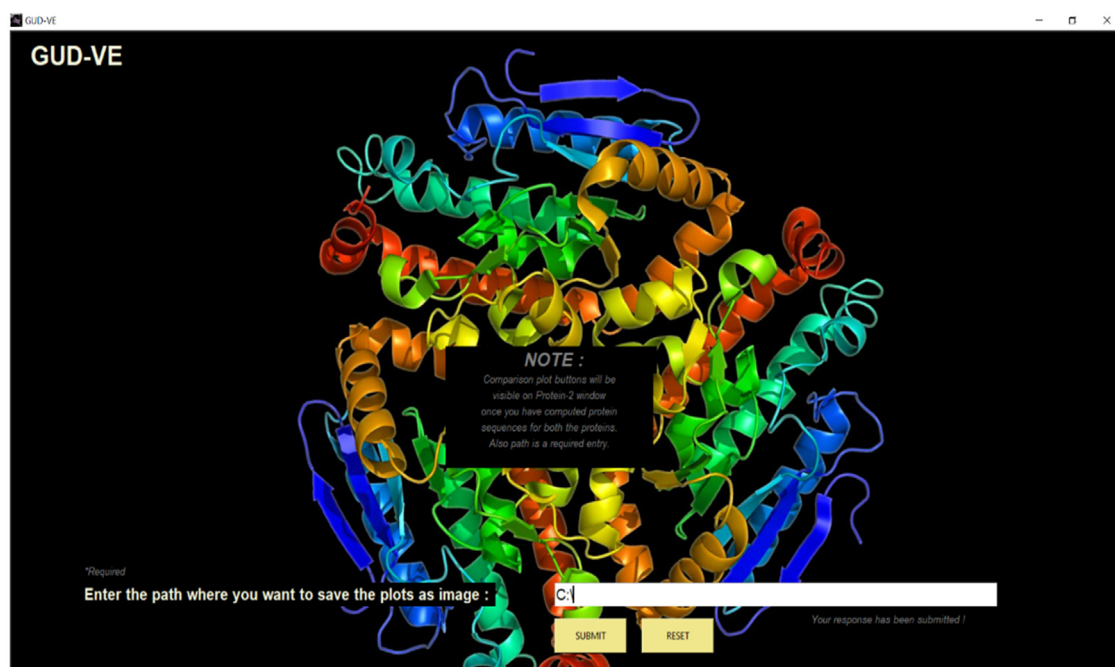 GUD-VE
GUD-VE
NOTE :
Comparison plot buttons will be
visible on Protein-2 window
once you have computed protein
sequences for both the proteins.
Also path is a required entry.
*Required
Enter the path where you want to save the plots as image :
C:\
Your response has been submitted !
SUBMIT
RESET